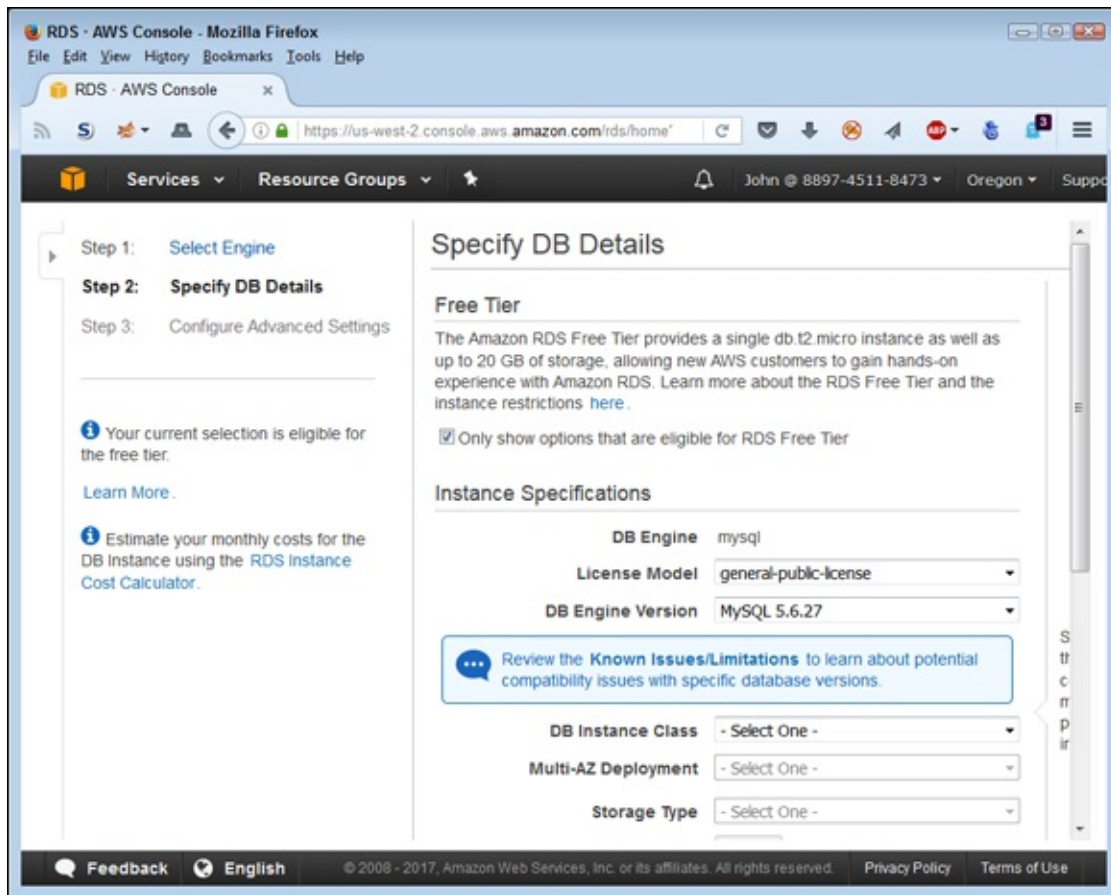 RDS · AWS Console - Mozilla Firefox
File Edit View History Bookmarks Tools Help
RDS · AWS Console
https://us-west-2.console.aws.amazon.com/rds/home'
ABP
3
Services
Resource Groups
John @ 8897-4511-8473
Oregon
Suppo
Step 1: Select Engine
Step 2: Specify DB Details
Step 3: Configure Advanced Settings
Your current selection is eligible for
the free tier.
Learn More.
Estimate your monthly costs for the
DB Instance using the RDS Instance
Cost Calculator.
Specify DB Details
Free Tier
The Amazon RDS Free Tier provides a single db.t2.micro instance as well as
up to 20 GB of storage, allowing new AWS customers to gain hands-on
experience with Amazon RDS. Learn more about the RDS Free Tier and the
instance restrictions here.
Only show options that are eligible for RDS Free Tier
Instance Specifications
DB Engine mysql
License Model general-public-license
DB Engine Version MySQL 5.6.27
Review the Known Issues/Limitations to learn about potential
compatibility issues with specific database versions.
DB Instance Class - Select One -
Multi-AZ Deployment - Select One -
Storage Type - Select One -
Feedback
English
© 2008 - 2017, Amazon Web Services, Inc. or its affiliates. All rights reserved.
Privacy Policy
Terms of Use